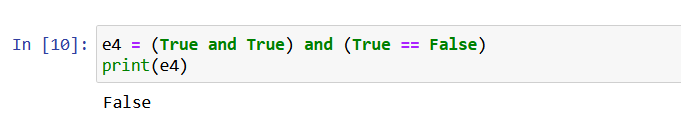 In [10]: e4 = (True and True) and (True == False)
print(e4)
False